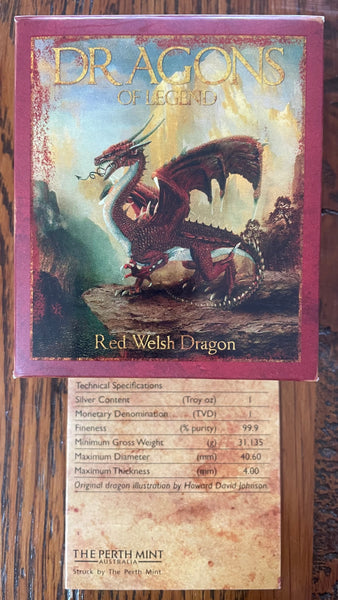 DRAGONS
OF LEGEND
Red Welsh Dragon
Technical Specifications
Silver Content (Troy oz) 1
Monetary Denomination .. (TVD) 1
Fineness (% purity) 99.9
Minimum Gross Weight (g) 31.135
Maximum Diameter (mm) 40.60
Maximum Thickness (mm) 4.00
Original dragon illustration by Howard David Johnson.
THE PERTH MINT
AUSTRALIA
Struck by The Perth Mint